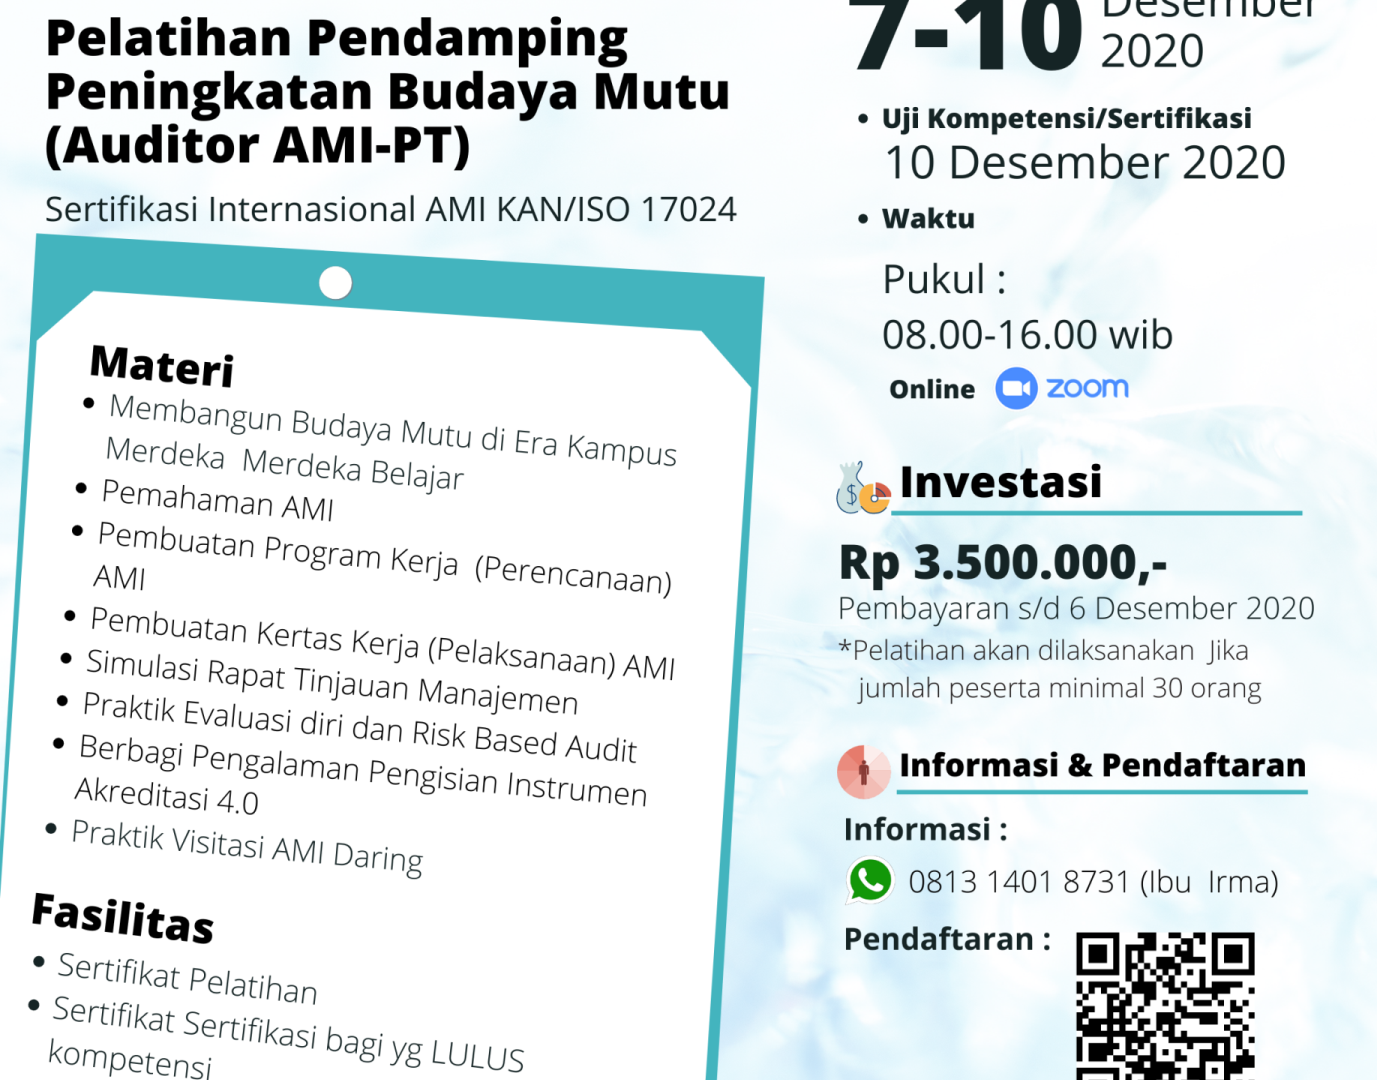 Pelatihan Pendamping
Peningkatan Budaya Mutu
(Auditor AMI-PT)
Sertifikasi Internasional AMI KAN/ISO 17024
Materi
• Membangun Budaya Mutu di Era Kampus
Merdeka Merdeka Belajar
• Pemahaman AMI
• Pembuatan Program Kerja (Perencanaan)
AMI
• Pembuatan Kertas Kerja (Pelaksanaan) AMI
• Simulasi Rapat Tinjauan Manajemen
• Praktik Evaluasi diri dan Risk Based Audit
• Berbagi Pengalaman Pengisian Instrumen
Akreditasi 4.0
• Praktik Visitasi AMI Daring
Fasilitas
• Sertifikat Pelatihan
• Sertifikat Sertifikasi bagi yg LULUS
kompetensi
7-10 Desember
2020
• Uji Kompetensi/Sertifikasi
10 Desember 2020
• Waktu
Pukul :
08.00-16.00 wib
Online zoom
Investasi
Rp 3.500.000,-
Pembayaran s/d 6 Desember 2020
*Pelatihan akan dilaksanakan Jika
jumlah peserta minimal 30 orang
Informasi & Pendaftaran
Informasi :
0813 1401 8731 (Ibu Irma)
Pendaftaran :